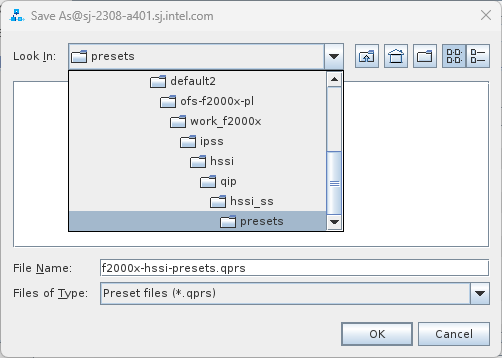 Save As@sj-2308-a401.sj.intel.com
Look In: presets
default2
ofs-f2000x-pl
work_f2000x
ipss
hssi
qip
hssi_ss
presets
File Name: f2000x-hssi-presets.qprs
Files of Type: Preset files (*.qprs)
OK Cancel